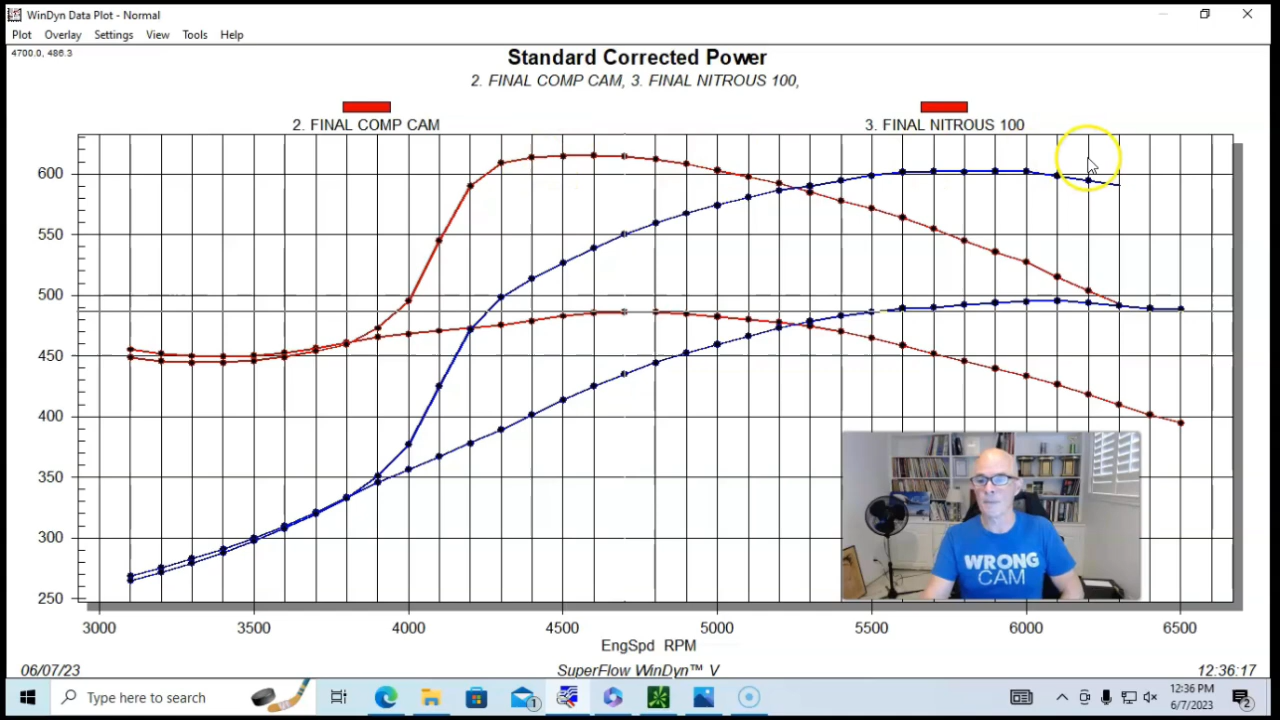 WinDyn Data Plot - Normal
Plot Overlay Settings View Tools Help
4700.0, 486.3
Standard Corrected Power
2. FINAL COMP CAM, 3. FINAL NITROUS 100,
2. FINAL COMP CAM
3. FINAL NITROUS 100
600
550
500
450
400
350
300
250
3000 3500 4000 4500 5000 5500 6000 6500
EngSpd RPM
WRONG
CAM
06/07/23 SuperFlow WinDyn™ V 12:36:17
Type here to search
1
12:36 PM
6/7/2023
2